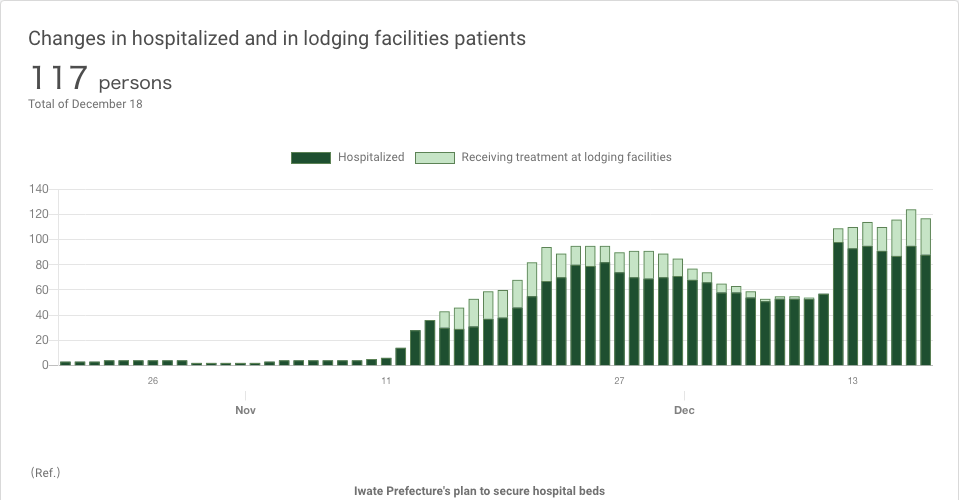 Changes in hospitalized and in lodging facilities patients
117 persons
Total of December 18
Hospitalized Receiving treatment at lodging facilities
140
120
100
80
60
40
20
0
26 11 27 13
Nov Dec
(Ref.)
Iwate Prefecture's plan to secure hospital beds